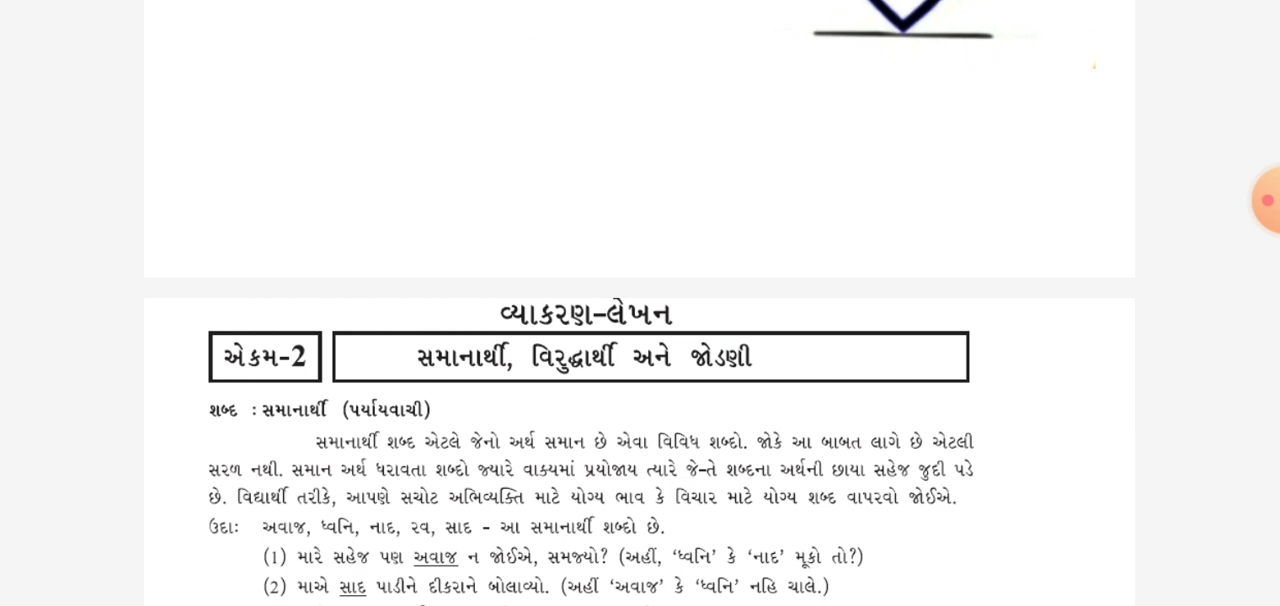 વ્યાકરણ-લેખન
એકમ-2 સમાનાર્થી, વિરુદ્ધાર્થી અને જોડણી
શબ્દ : સમાનાર્થી (પર્યાયવાચી)
સમાનાર્થી શબ્દ એટલે જેનો અર્થ સમાન છે એવા વિવિધ શબ્દો. જોકે આ બાબત લાગે છે એટલી
સરળ નથી. સમાન અર્થ ધરાવતા શબ્દો જ્યારે વાક્યમાં પ્રયોજાય ત્યારે જે-તે શબ્દના અર્થની છાયા સહેજ જુદી પડે
છે. વિદ્યાર્થી તરીકે, આપણે સચોટ અભિવ્યક્તિ માટે યોગ્ય ભાવ કે વિચાર માટે યોગ્ય શબ્દ વાપરવો જોઈએ.
ઉદાઃ અવાજ, ધ્વનિ, નાદ, રવ, સાદ - આ સમાનાર્થી શબ્દો છે.
(1) મારે સહેજ પણ અવાજ ન જોઈએ, સમજ્યો? (અહીં, ‘ધ્વનિ’ કે ‘નાદ’ મૂકો તો?)
(2) માએ સાદ પાડીને દીકરાને બોલાવ્યો. (અહીં ‘અવાજ’ કે ‘ધ્વનિ’ નહિ ચાલે.)